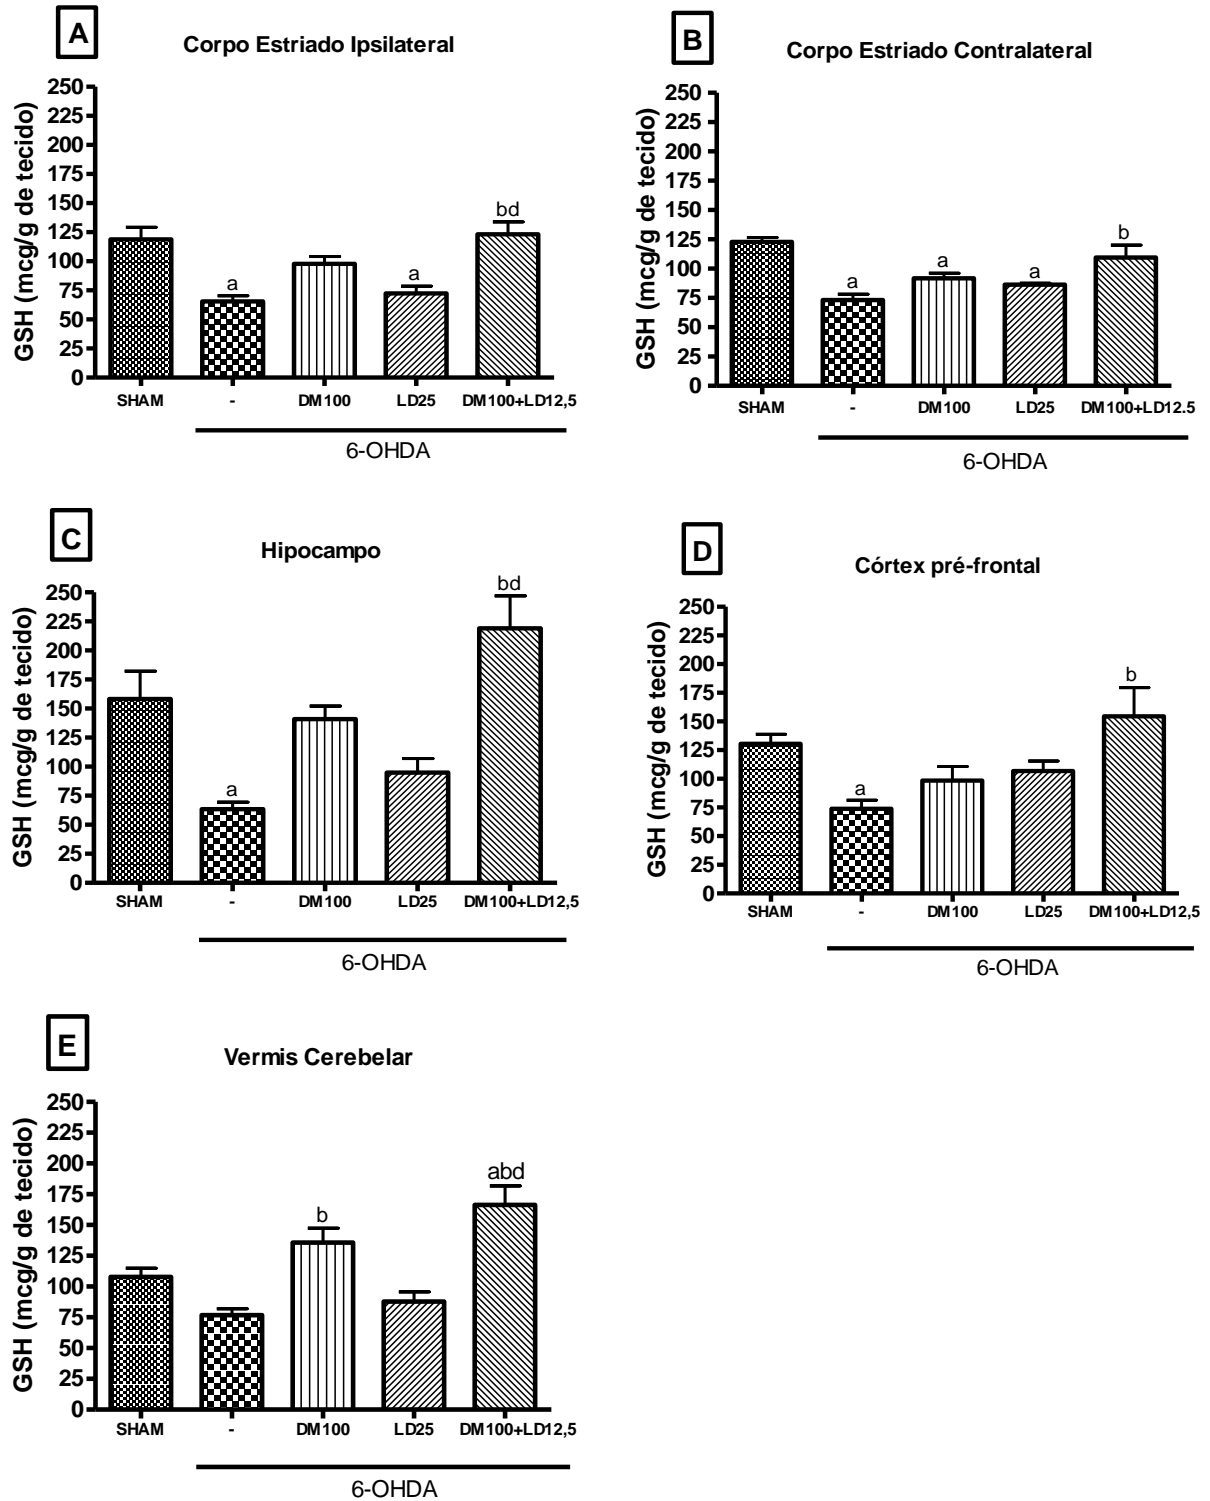 A
Corpo Estriado Ipsilateral
GSH (mcg/g de tecido)
250
225
200
175
150
125
100
75
50
25
0
a
a
bd
SHAM - DM100 LD25 DM100+LD12,5
6-OHDA
B
Corpo Estriado Contralateral
GSH (mcg/g de tecido)
250
225
200
175
150
125
100
75
50
25
0
a
a
a
b
SHAM - DM100 LD25 DM100+LD12.5
6-OHDA
C
Hipocampo
GSH (mcg/g de tecido)
250
225
200
175
150
125
100
75
50
25
0
a
bd
SHAM - DM100 LD25 DM100+LD12,5
6-OHDA
D
Córtex pré-frontal
GSH (mcg/g de tecido)
250
225
200
175
150
125
100
75
50
25
0
a
b
SHAM - DM100 LD25 DM100+LD12,5
6-OHDA
E
Vermis Cerebelar
GSH (mcg/g de tecido)
250
225
200
175
150
125
100
75
50
25
0
b
abd
SHAM - DM100 LD25 DM100+LD12,5
6-OHDA